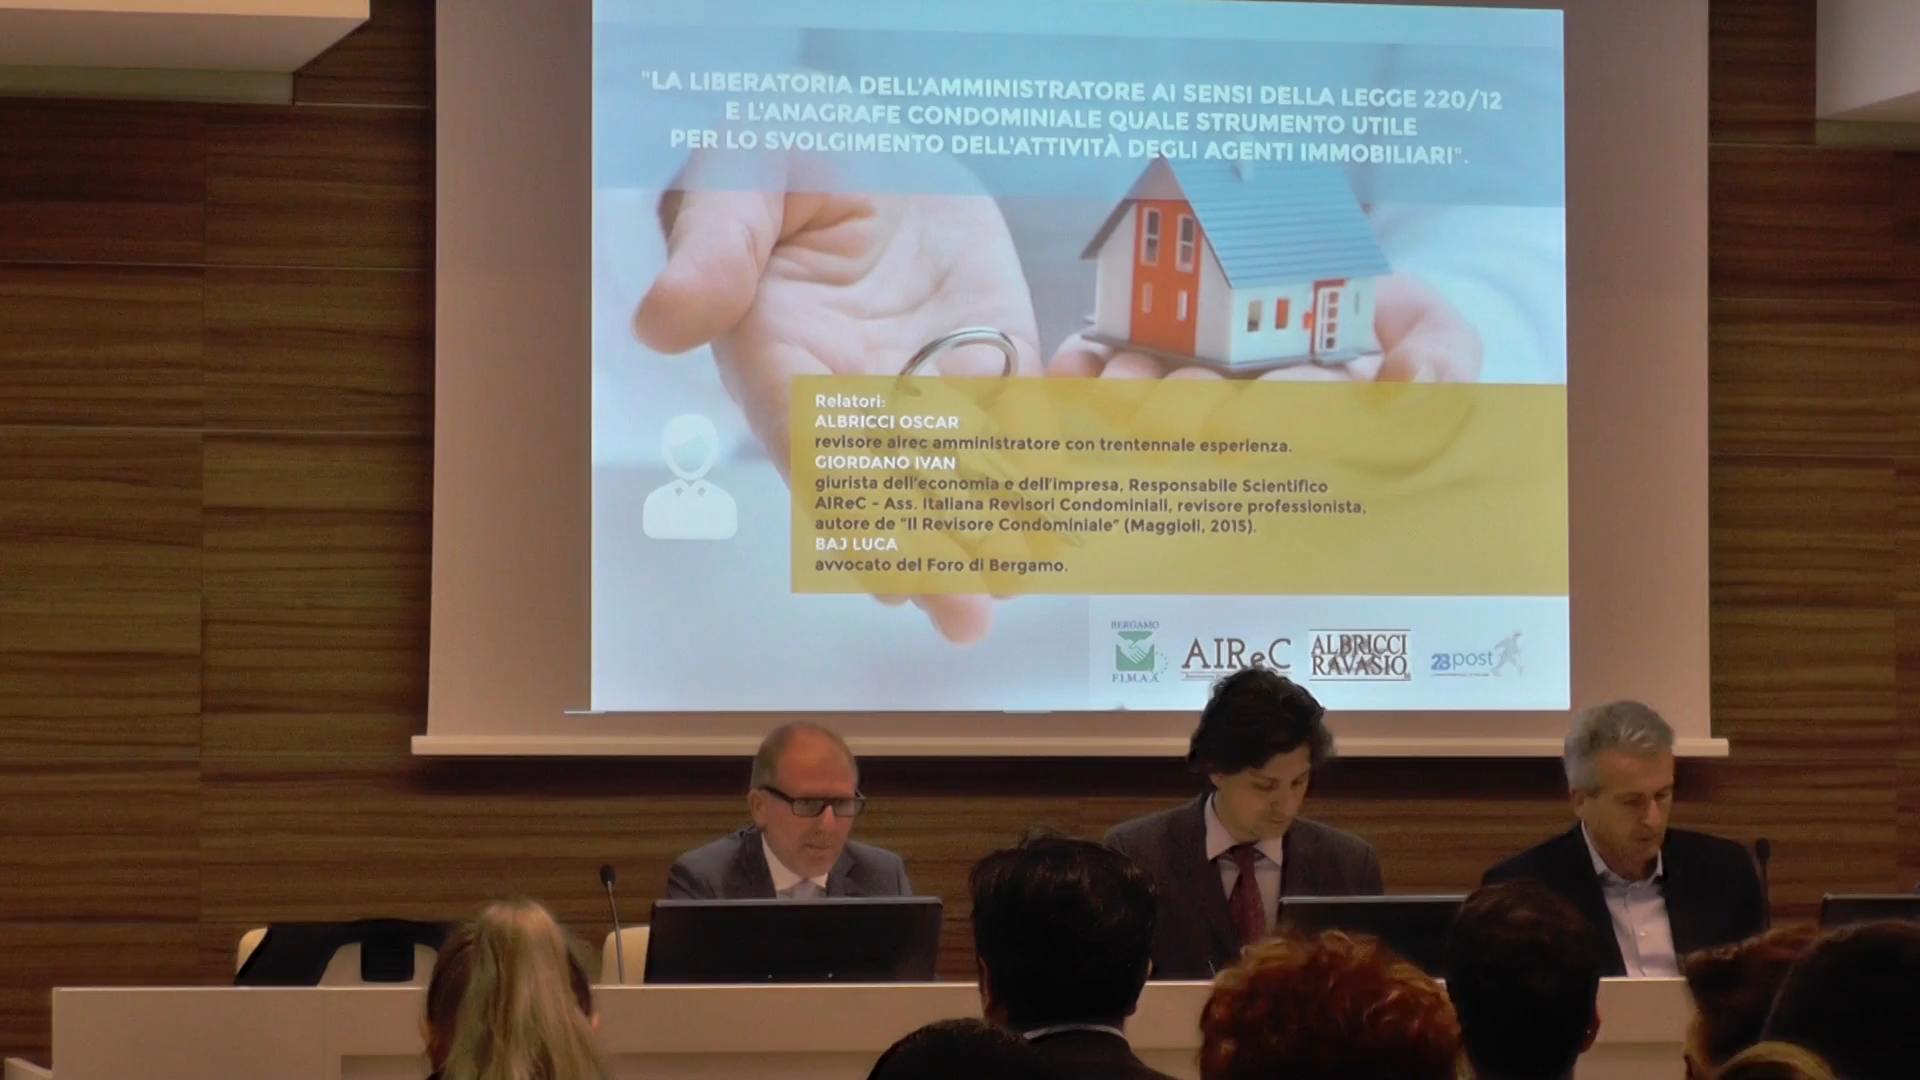 "LA LIBERATORIA DELL'AMMINISTRATORE AI SENSI DELLA LEGGE 220/12
E L'ANAGRAFE CONDOMINIALE QUALE STRUMENTO UTILE
PER LO SVOLGIMENTO DELL'ATTIVITÀ DEGLI AGENTI IMMOBILIARI".
Relatori:
ALBRICCI OSCAR
revisore airec amministratore con trentennale esperienza.
GIORDANO IVAN
giurista dell'economia e dell'impresa, Responsabile Scientifico
AIReC - Ass. Italiana Revisori Condominiali, revisore professionista,
autore de "Il Revisore Condominiale" (Maggioli, 2015).
BAJ LUCA
avvocato del Foro di Bergamo.
BERGAMO
F.I.M.A.A.
AIReC
ALBRICCI
RAVASIO
2B post